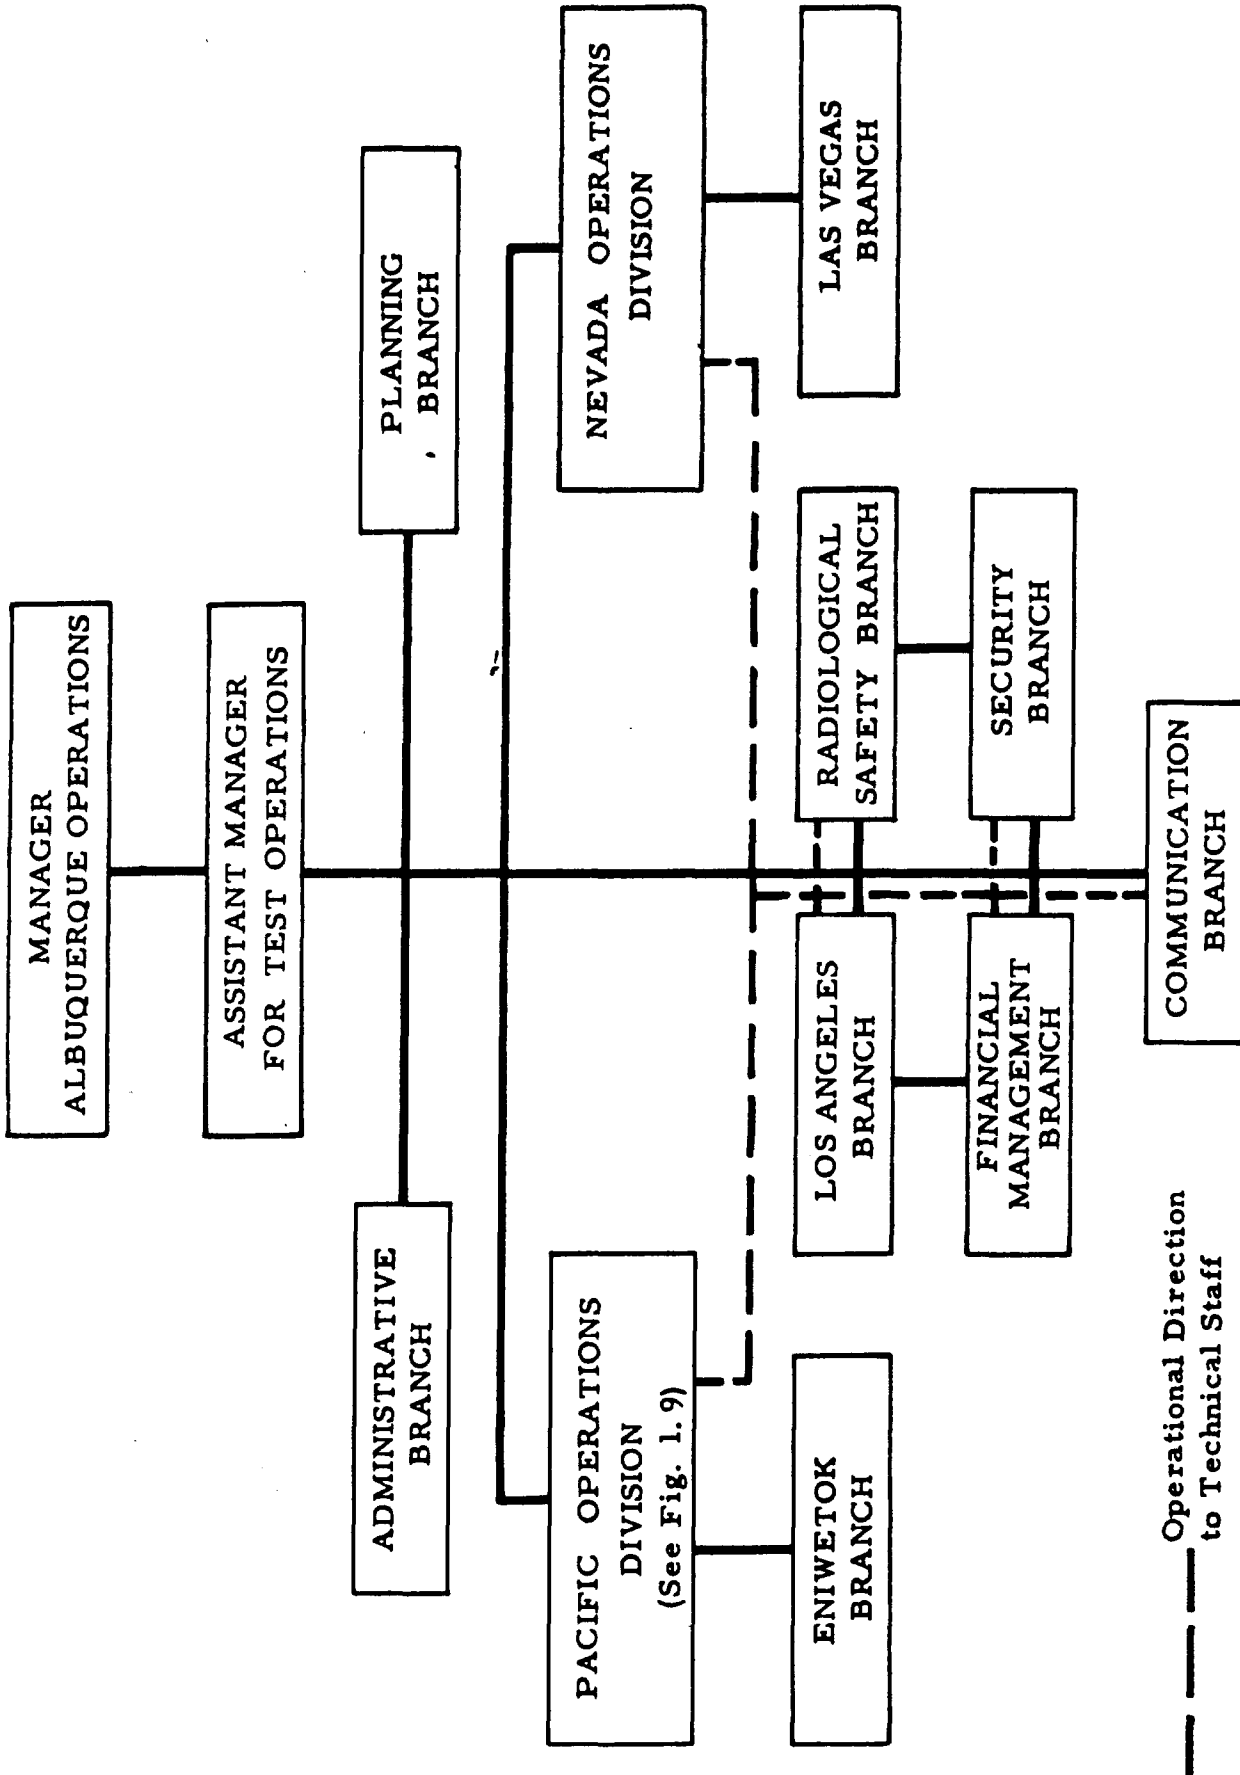 MANAGER
ALBUQUERQUE OPERATIONS
ASSISTANT MANAGER
FOR TEST OPERATIONS
ADMINISTRATIVE
BRANCH
PLANNING
BRANCH
PACIFIC OPERATIONS
DIVISION
(See Fig. 1.9)
NEVADA OPERATIONS
DIVISION
ENIWETOK
BRANCH
LOS ANGELES
BRANCH
RADIOLOGICAL
SAFETY BRANCH
LAS VEGAS
BRANCH
FINANCIAL
MANAGEMENT
BRANCH
SECURITY
BRANCH
COMMUNICATION
BRANCH
Operational Direction
to Technical Staff